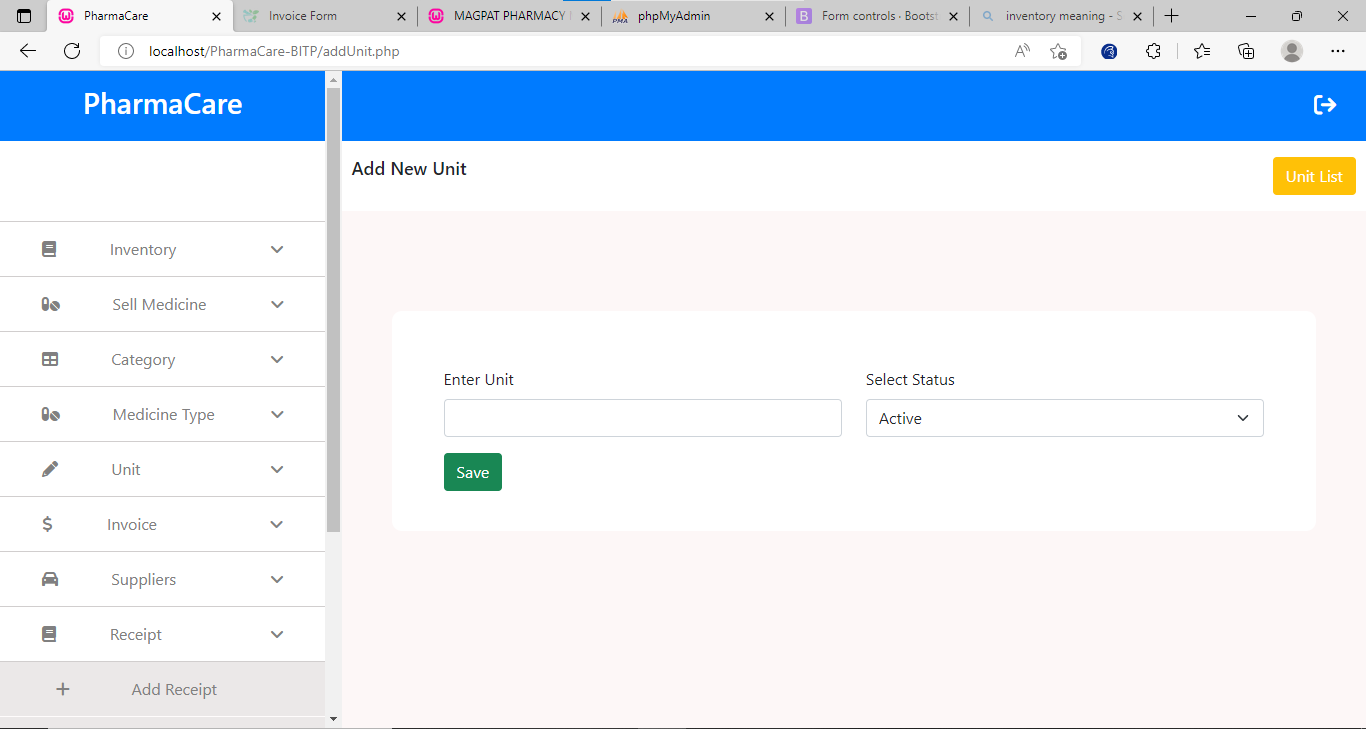 PharmaCare
Invoice Form
MAGPAT PHARMACY
phpMyAdmin
Form controls · Bootst
inventory meaning - S
localhost/PharmaCare-BITP/addUnit.php
PharmaCare
Add New Unit
Unit List
Inventory
Sell Medicine
Category
Medicine Type
Unit
Invoice
Suppliers
Receipt
Add Receipt
Enter Unit
Select Status
Active
Save